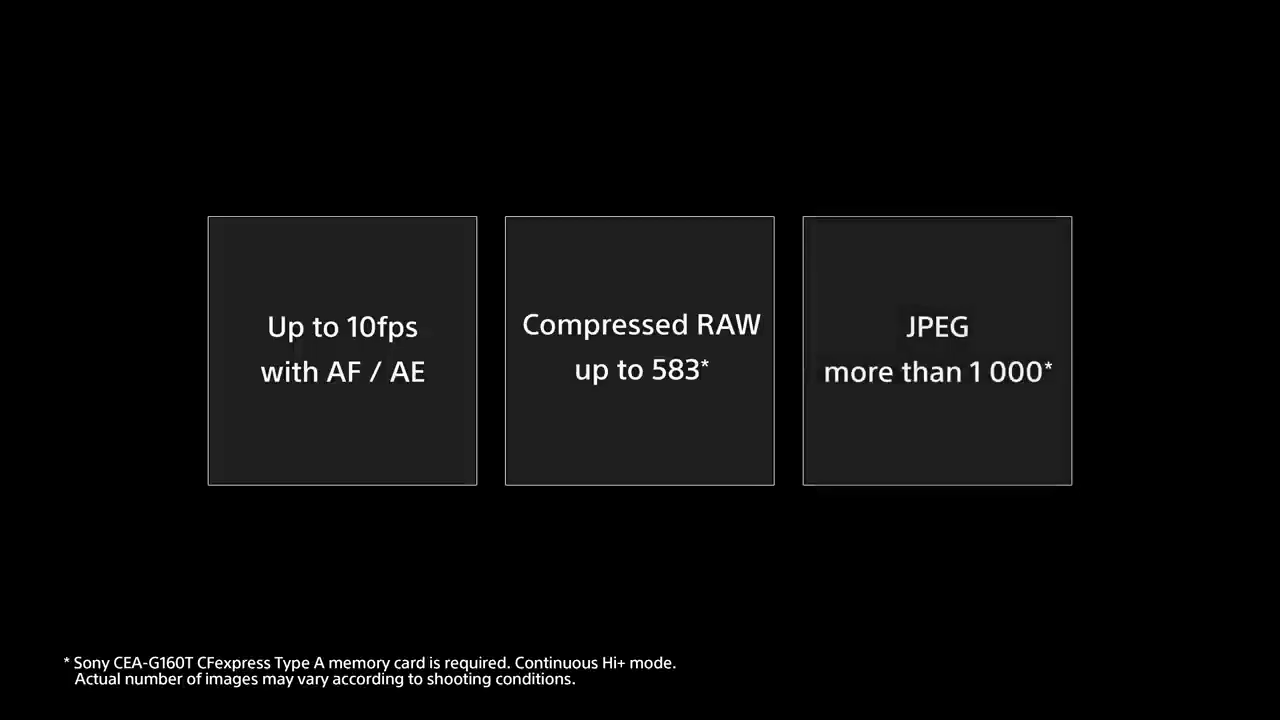 Up to 10fps
with AF / AE
Compressed RAW
up to 583*
JPEG
more than 1 000*
* Sony CEA-G160T CFexpress Type A memory card is required. Continuous Hi+ mode.
Actual number of images may vary according to shooting conditions.